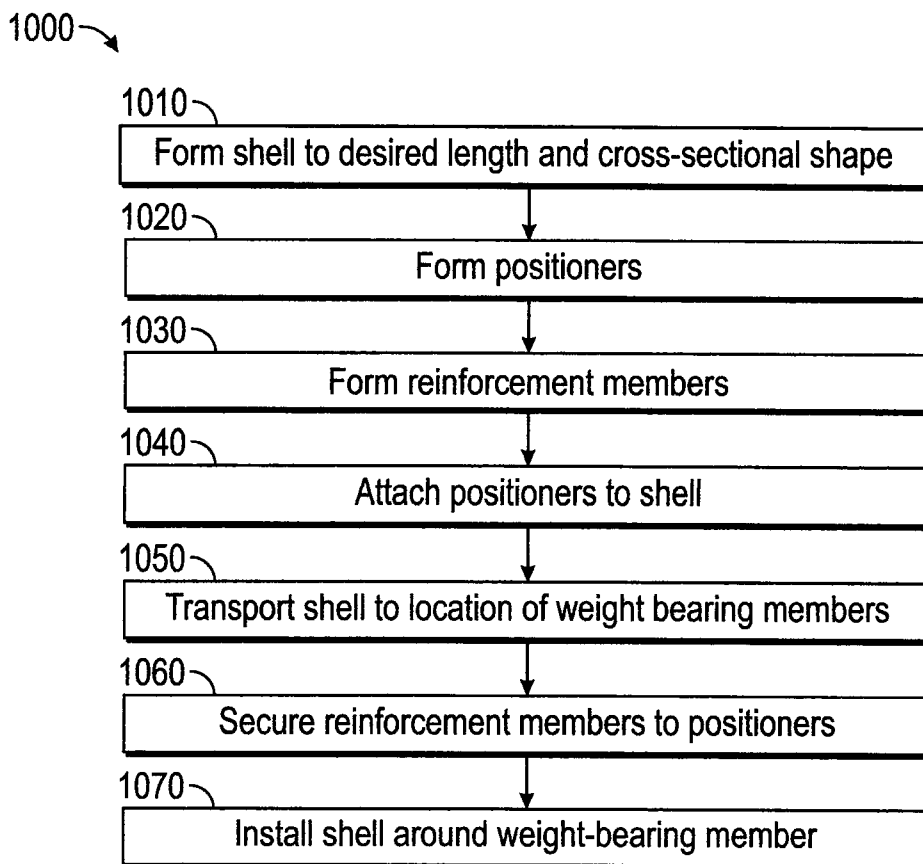 1000
1010
Form shell to desired length and cross-sectional shape
1020
Form positioners
1030
Form reinforcement members
1040
Attach positioners to shell
1050
Transport shell to location of weight bearing members
1060
Secure reinforcement members to positioners
1070
Install shell around weight-bearing member